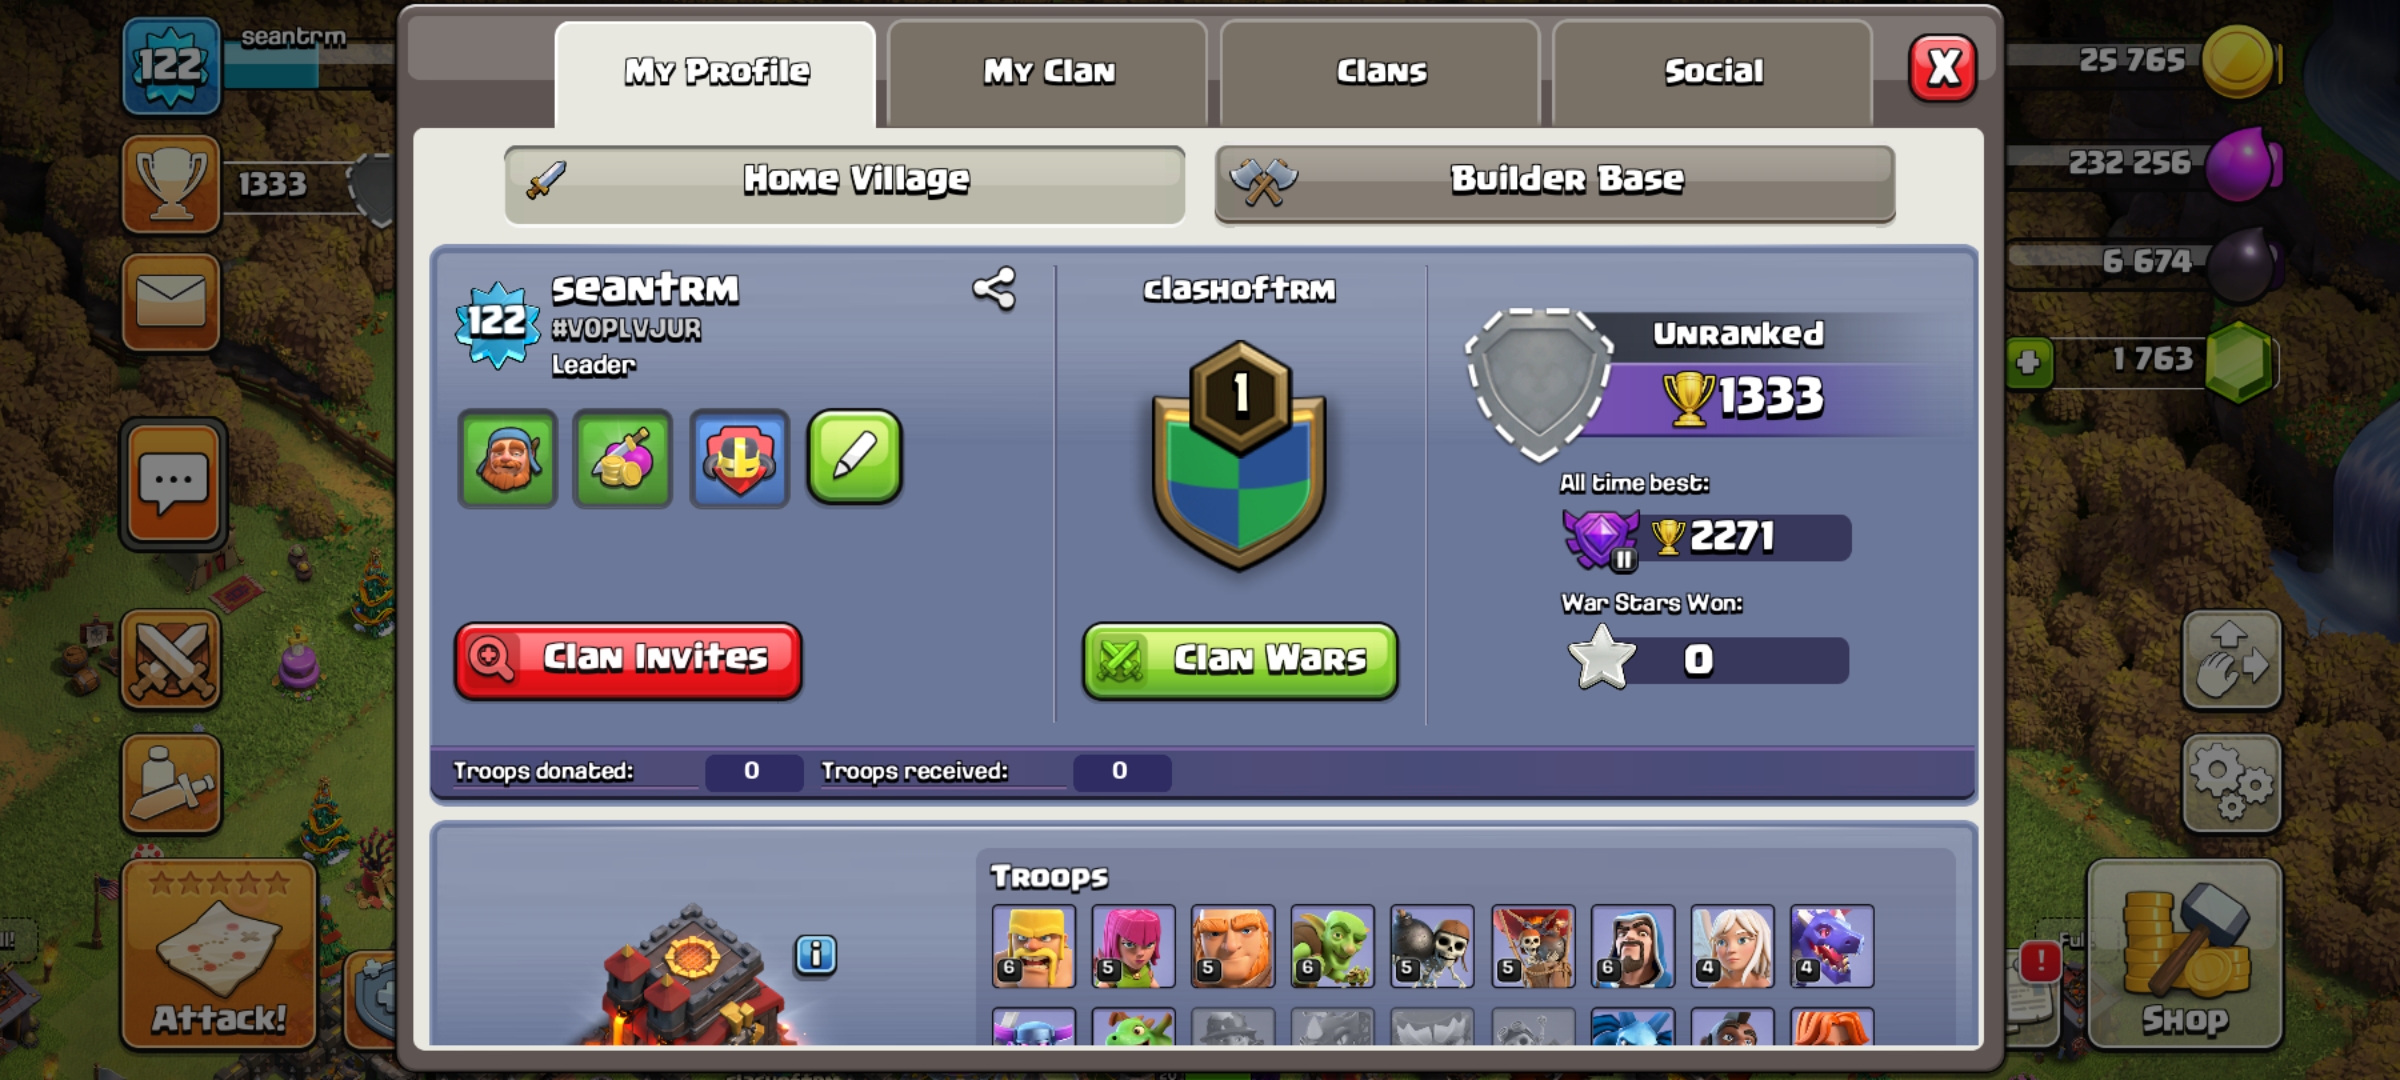 122
seantrm
My Profile
My Clan
Clans
Social
X
25 765
1333
Home Village
Builder Base
232 256
6 674
1 763
122
seantrm
#V0PLVJUR
Leader
clashoftrm
1
Unranked
1333
All time best:
II
2271
War Stars Won:
0
Clan Invites
Clan Wars
Troops donated:
0
Troops received:
0
i
Troops
6
5
5
6
5
5
6
4
4
Attack!
!
Shop